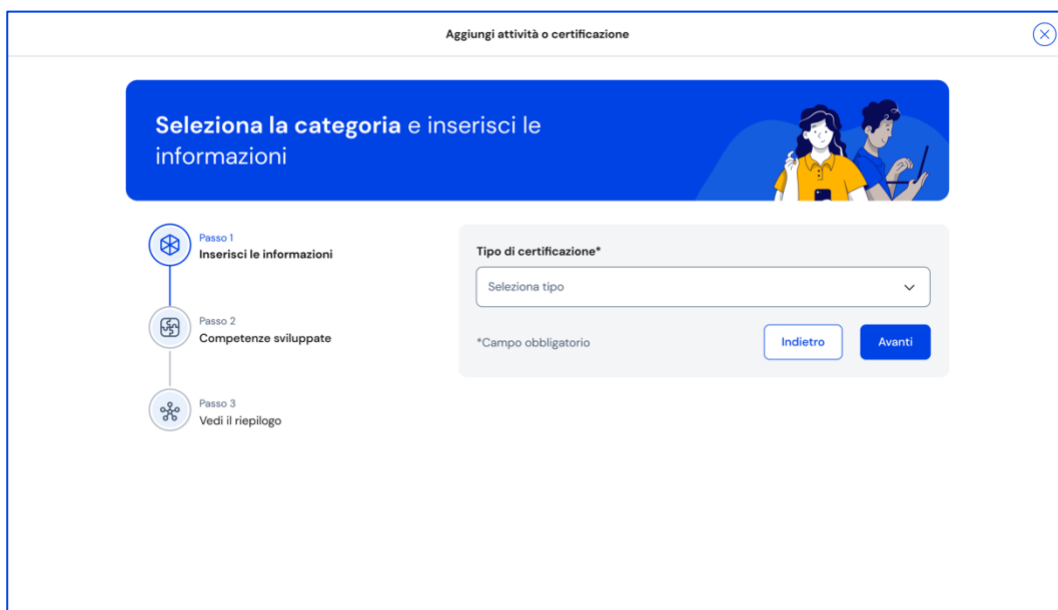 Aggiungi attività o certificazione
Seleziona la categoria e inserisci le
informazioni
Passo 1
Inserisci le informazioni
Passo 2
Competenze sviluppate
Passo 3
Vedi il riepilogo
Tipo di certificazione*
Seleziona tipo
*Campo obbligatorio
Indietro
Avanti